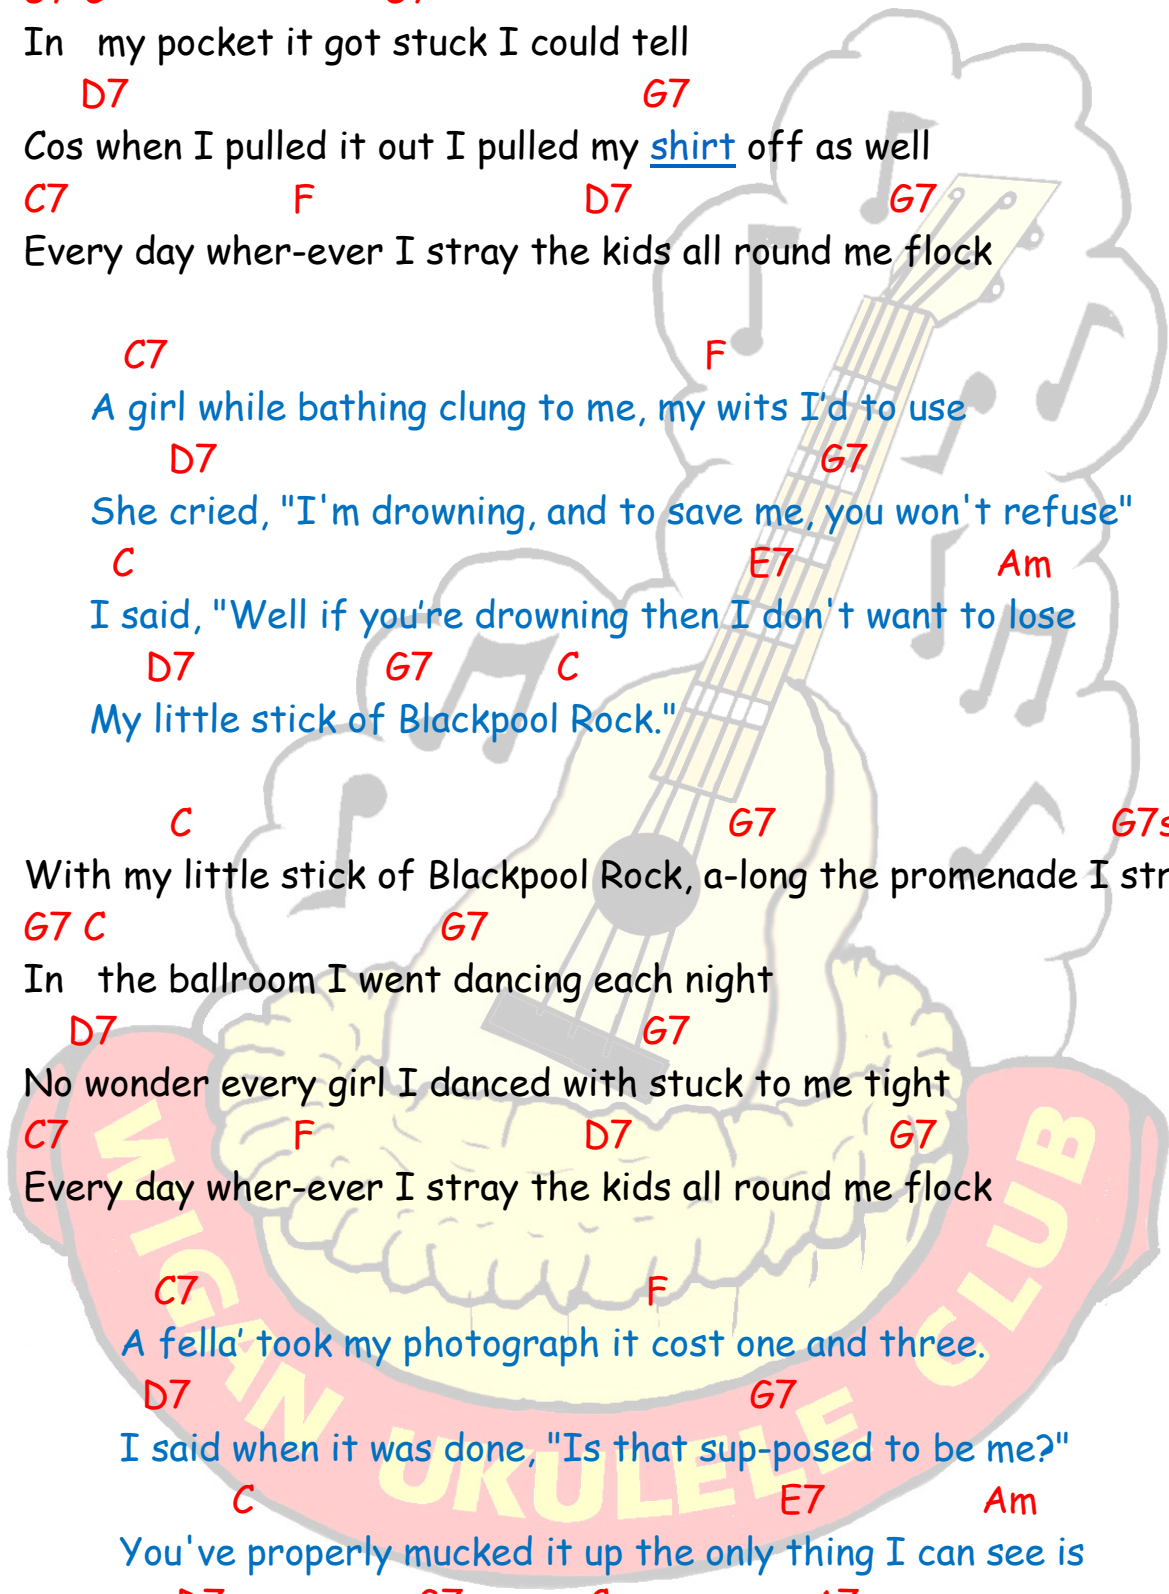 In my pocket it got stuck I could tell
D7 G7
Cos when I pulled it out I pulled my shirt off as well
C7 F D7 G7
Every day wher-ever I stray the kids all round me flock
C7 F
A girl while bathing clung to me, my wits I'd to use
D7 G7
She cried, "I'm drowning, and to save me, you won't refuse"
C E7 Am
I said, "Well if you're drowning then I don't want to lose
D7 G7 C
My little stick of Blackpool Rock."
C G7 G7s
With my little stick of Blackpool Rock, a-long the promenade I str
G7 C G7
In the ballroom I went dancing each night
D7 G7
No wonder every girl I danced with stuck to me tight
C7 F D7 G7
Every day wher-ever I stray the kids all round me flock
C7 F
A fella' took my photograph it cost one and three.
D7 G7
I said when it was done, "Is that sup-posed to be me?"
C E7 Am
You've properly mucked it up the only thing I can see is
WIGAN UKULELE CLUB